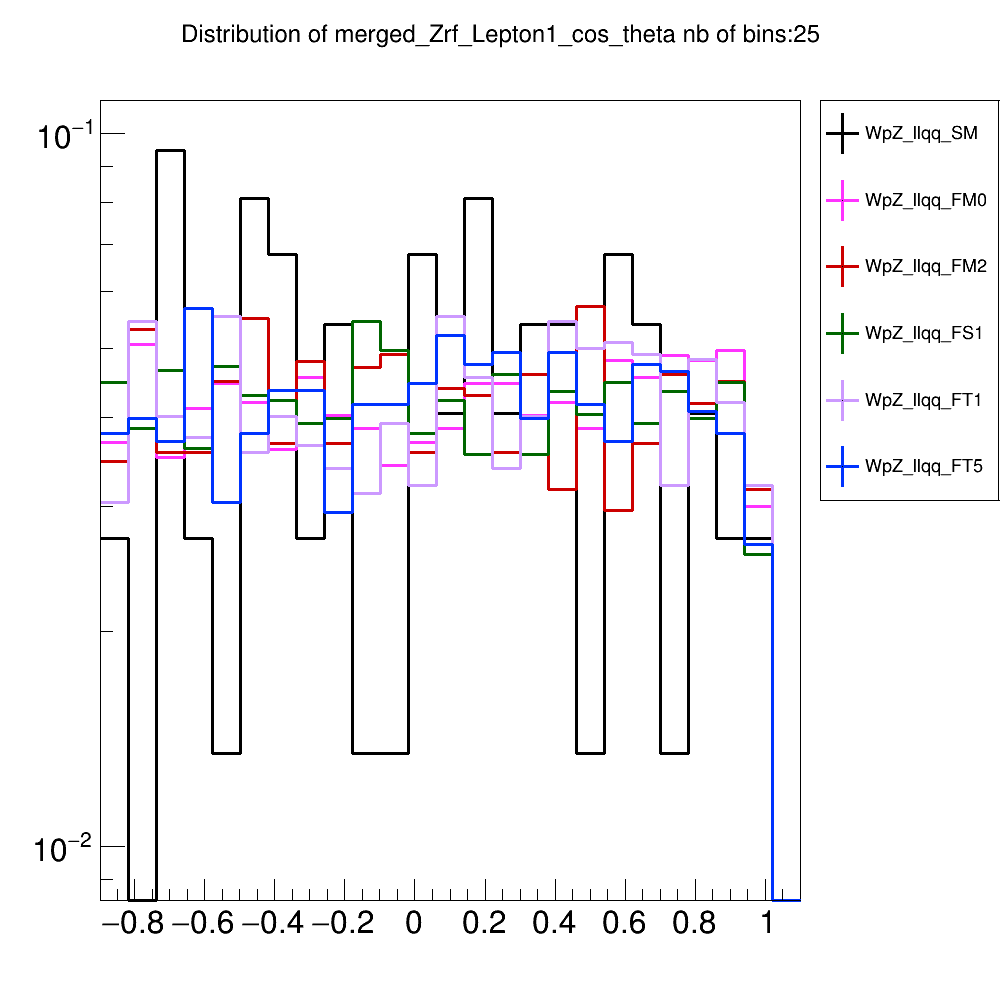 Distribution of merged_Zrf_Lepton1_cos_theta nb of bins:25
10⁻¹
10⁻²
−0.8 −0.6 −0.4 −0.2 0 0.2 0.4 0.6 0.8 1
WpZ_llqq_SM
WpZ_llqq_FM0
WpZ_llqq_FM2
WpZ_llqq_FS1
WpZ_llqq_FT1
WpZ_llqq_FT5